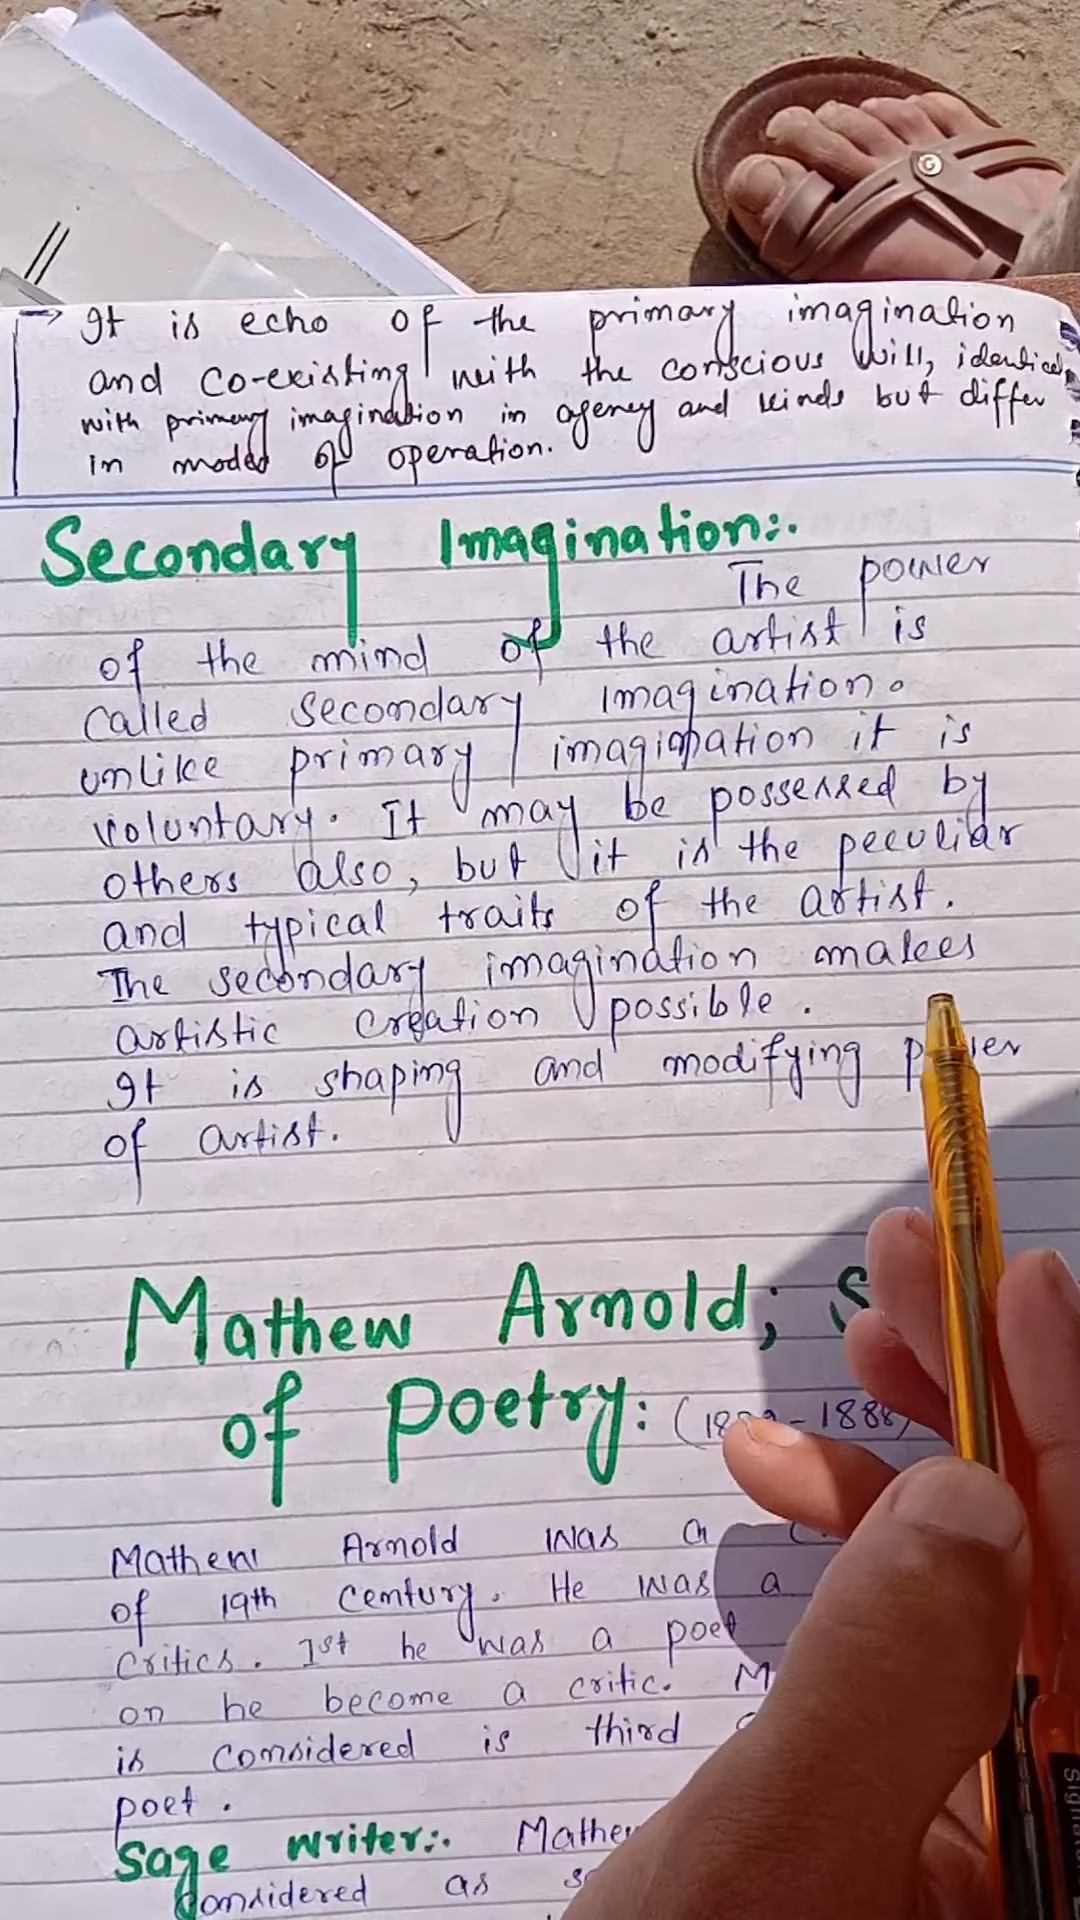 → It is echo of the primary imagination
and co-existing with the conscious will, identical
with primary imagination in agency and kinds but differ
in modes of operation.
Secondary Imagination:.
The power
of the mind of the artist is
called secondary imagination.
unlike primary imagination it is
voluntary. It may be possessed by
others also, but it is the peculiar
and typical traits of the artist.
The secondary imagination makes
artistic creation possible.
It is shaping and modifying
of artist.
Mathew Arnold; S
of Poetry: - 1888)
Mathew Arnold was a
of 19th century. He was a
critics. 1st he was a poet
on he become a critic. M
is considered is third
poet.
Sage writer:. Mathew
Considered as